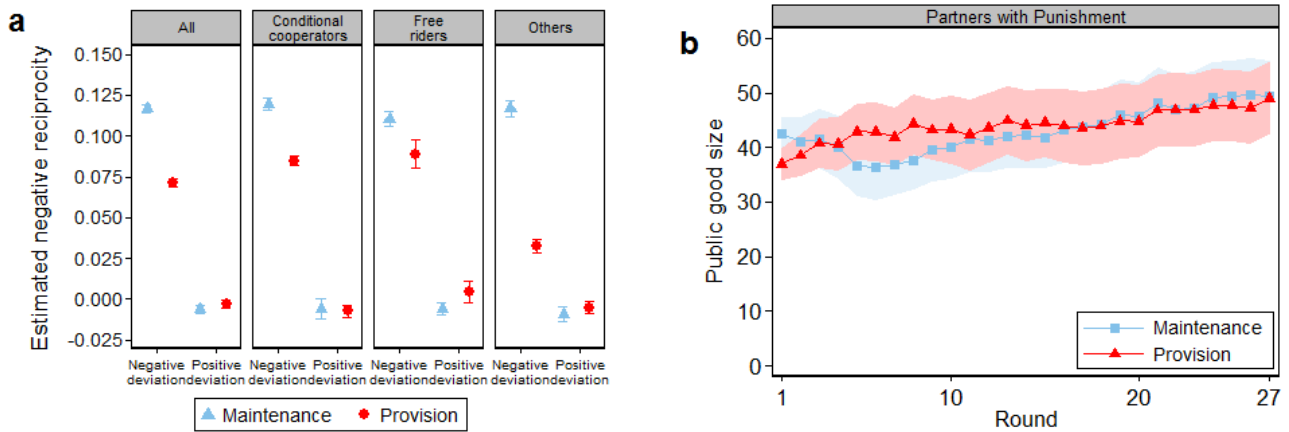 a
All
Conditional
cooperators
Free
riders
Others
Estimated negative reciprocity
0.150
0.125
0.100
0.075
0.050
0.025
0.000
-0.025
Negative
deviation
Positive
deviation
Negative
deviation
Positive
deviation
Negative
deviation
Positive
deviation
Negative
deviation
Positive
deviation
Maintenance
Provision
b
Partners with Punishment
Public good size
60
50
40
30
20
10
0
Maintenance
Provision
1
10
20
27
Round